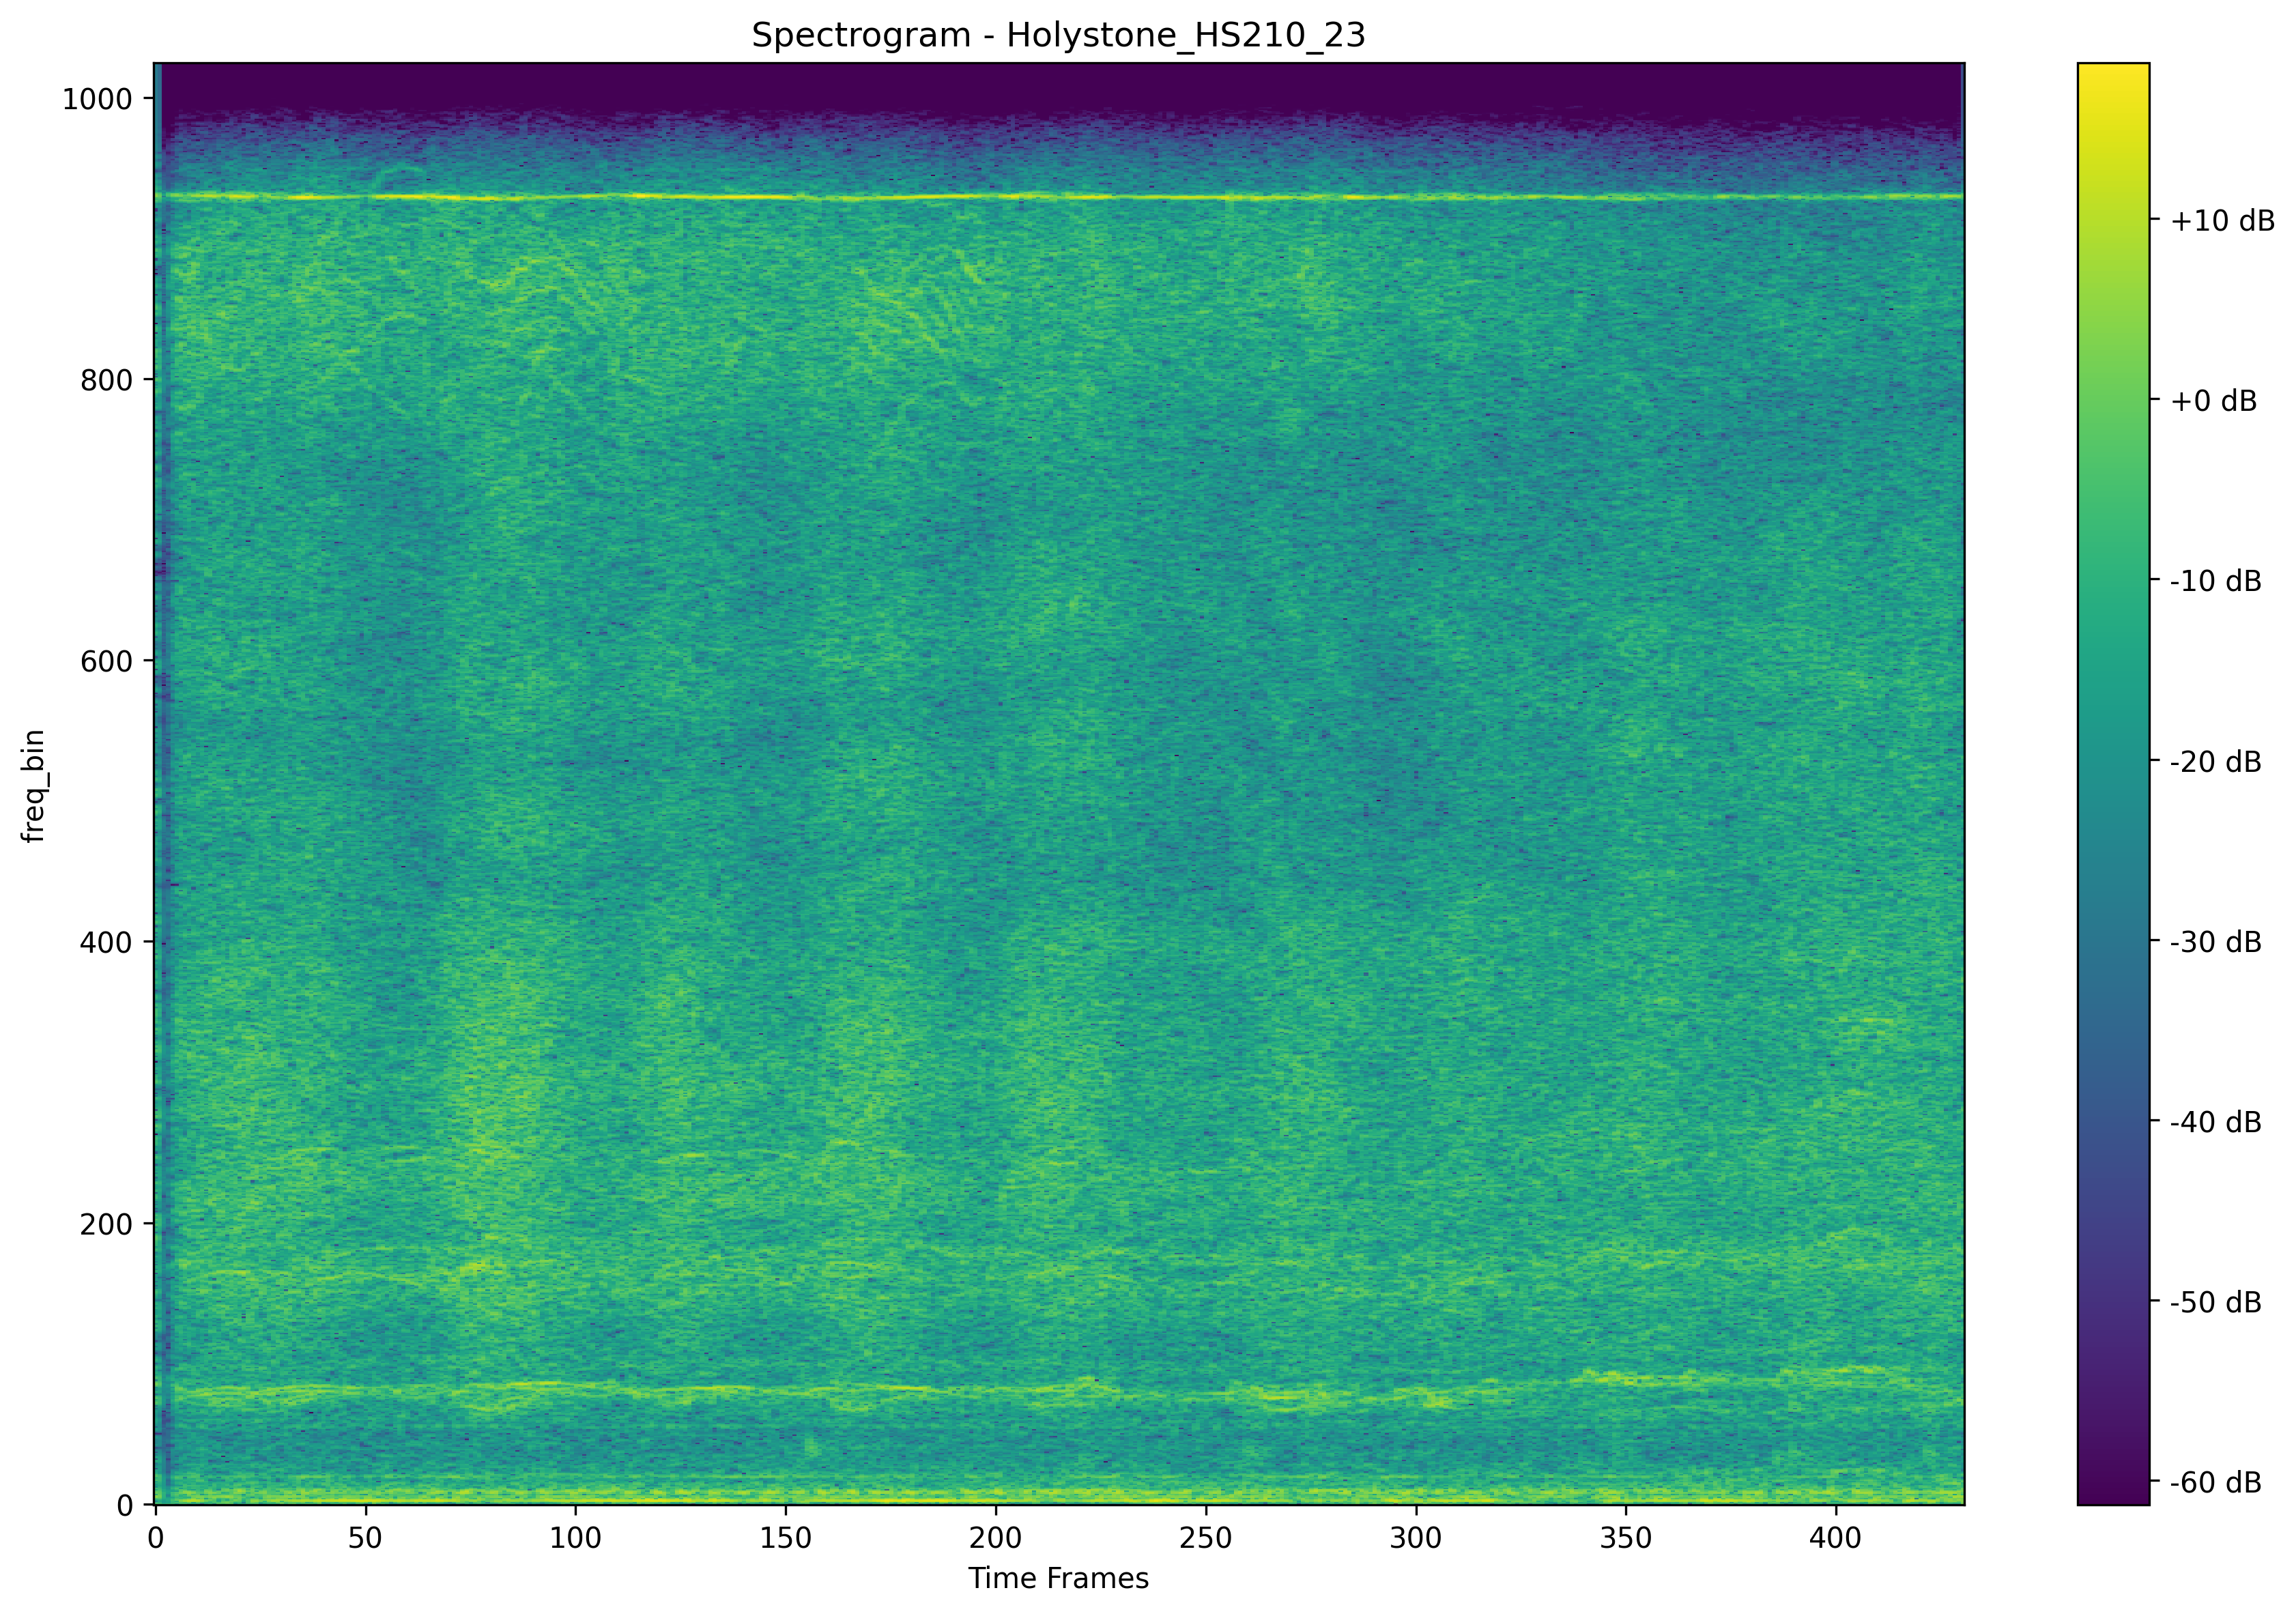 Spectrogram - Holystone_HS210_23
1000
800
600
400
200
0
freq_bin
0 50 100 150 200 250 300 350 400
Time Frames
+10 dB
+0 dB
-10 dB
-20 dB
-30 dB
-40 dB
-50 dB
-60 dB